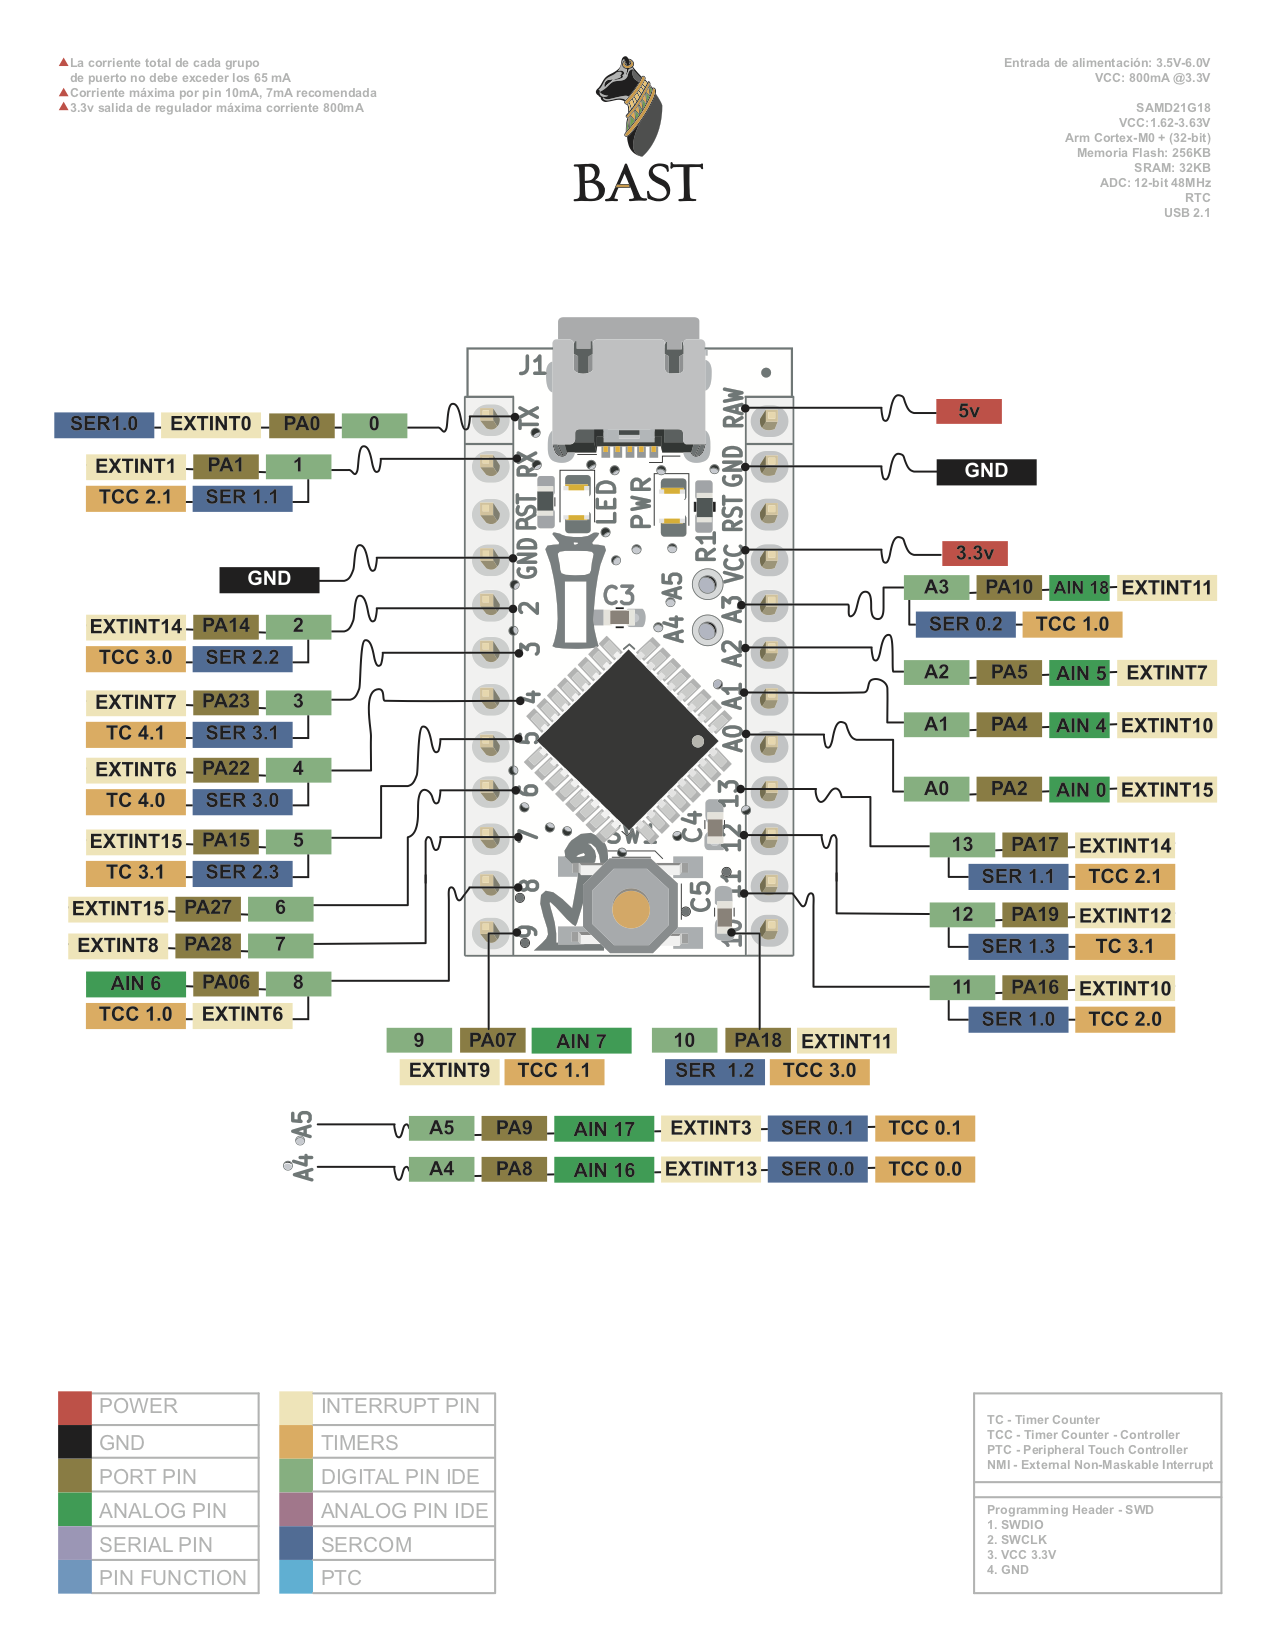 La corriente total de cada grupo
de puerto no debe exceder los 65 mA
Corriente máxima por pin 10mA, 7mA recomendada
3.3v salida de regulador máxima corriente 800mA
BAST
Entrada de alimentación: 3.5V-6.0V
VCC: 800mA @3.3V
SAMD21G18
VCC:1.62-3.63V
Arm Cortex-M0 + (32-bit)
Memoria Flash: 256KB
SRAM: 32KB
ADC: 12-bit 48MHz
RTC
USB 2.1
SER1.0 EXTINT0 PA0 0
EXTINT1 PA1 1
TCC 2.1 SER 1.1
GND
EXTINT14 PA14 2
TCC 3.0 SER 2.2
EXTINT7 PA23 3
TC 4.1 SER 3.1
EXTINT6 PA22 4
TC 4.0 SER 3.0
EXTINT15 PA15 5
TC 3.1 SER 2.3
EXTINT15 PA27 6
EXTINT8 PA28 7
AIN 6 PA06 8
TCC 1.0 EXTINT6
J1
TX
RX
RST
GND
2
3
4
5
6
7
8
9
LED
PWR
R1
C3
A5
A4
C4
C5
RAW
GND
RST
VCC
A3
A2
A1
A0
13
12
11
10
5v
GND
3.3v
A3 PA10 AIN 18 EXTINT11
SER 0.2 TCC 1.0
A2 PA5 AIN 5 EXTINT7
A1 PA4 AIN 4 EXTINT10
A0 PA2 AIN 0 EXTINT15
13 PA17 EXTINT14
SER 1.1 TCC 2.1
12 PA19 EXTINT12
SER 1.3 TC 3.1
11 PA16 EXTINT10
SER 1.0 TCC 2.0
9 PA07 AIN 7
EXTINT9 TCC 1.1
10 PA18 EXTINT11
SER 1.2 TCC 3.0
A5 A5 PA9 AIN 17 EXTINT3 SER 0.1 TCC 0.1
A4 A4 PA8 AIN 16 EXTINT13 SER 0.0 TCC 0.0
POWER
GND
PORT PIN
ANALOG PIN
SERIAL PIN
PIN FUNCTION
INTERRUPT PIN
TIMERS
DIGITAL PIN IDE
ANALOG PIN IDE
SERCOM
PTC
TC - Timer Counter
TCC - Timer Counter - Controller
PTC - Peripheral Touch Controller
NMI - External Non-Maskable Interrupt
Programming Header - SWD
1. SWDIO
2. SWCLK
3. VCC 3.3V
4. GND